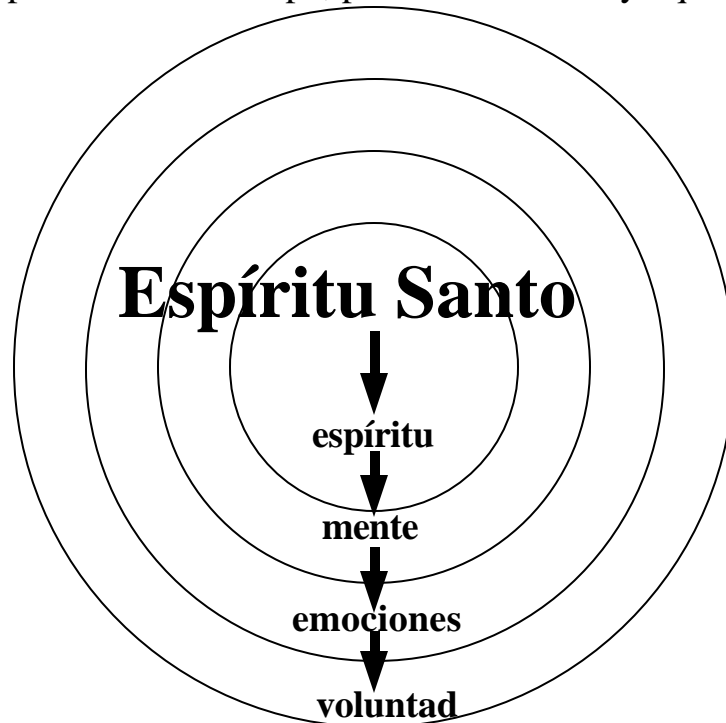 Espíritu Santo
espíritu
mente
emociones
voluntad